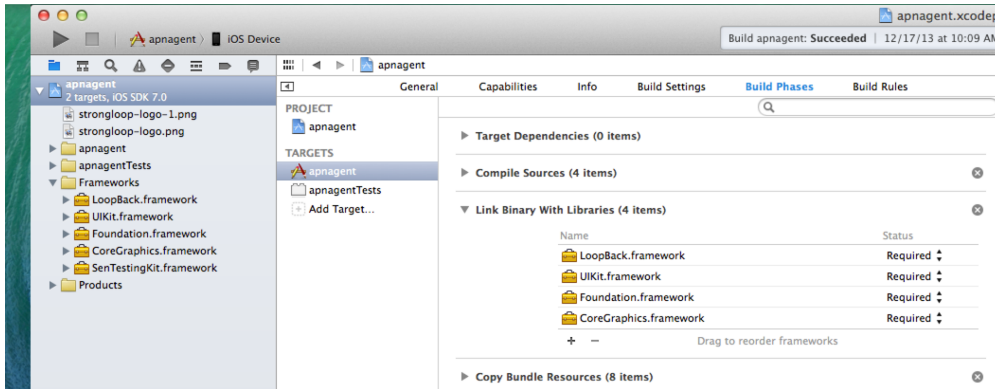 apnagent.xcodep
apnagent
iOS Device
Build apnagent: Succeeded | 12/17/13 at 10:09 AM
apnagent
2 targets, iOS SDK 7.0
strongloop-logo-1.png
strongloop-logo.png
apnagent
apnagentTests
Frameworks
LoopBack.framework
UIKit.framework
Foundation.framework
CoreGraphics.framework
SenTestingKit.framework
Products
apnagent
General Capabilities Info Build Settings Build Phases Build Rules
PROJECT
apnagent
TARGETS
apnagent
apnagentTests
Add Target...
Target Dependencies (0 items)
Compile Sources (4 items)
Link Binary With Libraries (4 items)
Name Status
LoopBack.framework Required
UIKit.framework Required
Foundation.framework Required
CoreGraphics.framework Required
+ − Drag to reorder frameworks
Copy Bundle Resources (8 items)